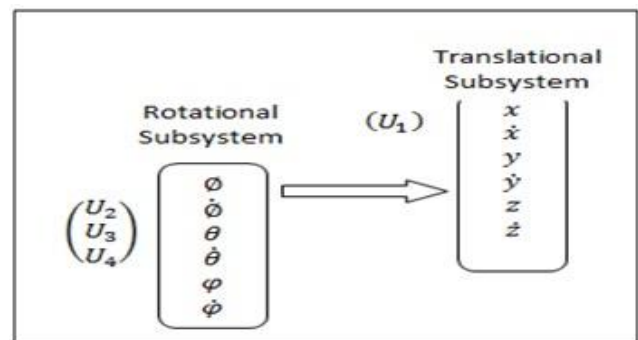 Rotational
Subsystem
(U₂
U₃
U₄)
ø
ø̇
θ
θ̇
φ
φ̇
Translational
Subsystem
(U₁)
x
ẋ
y
ẏ
z
ż